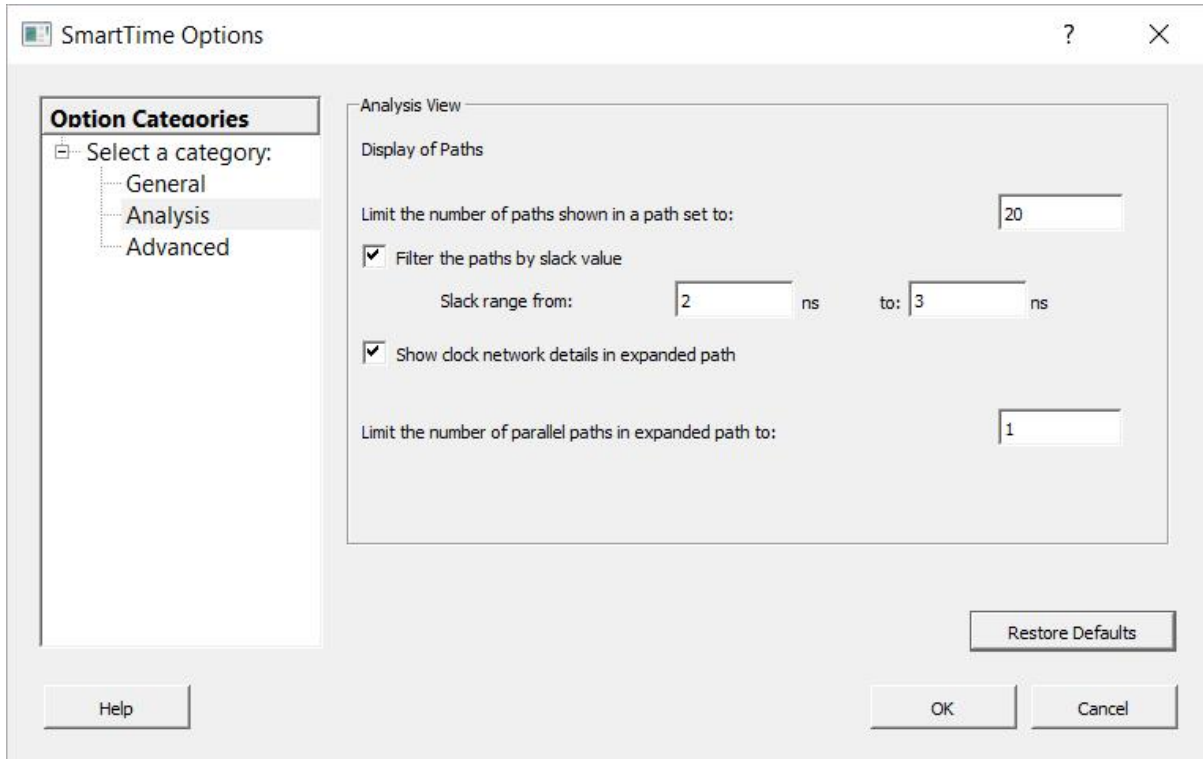 SmartTime Options
?
Option Categories
Select a category:
General
Analysis
Advanced
Analysis View
Display of Paths
Limit the number of paths shown in a path set to: 20
Filter the paths by slack value
Slack range from: 2 ns to: 3 ns
Show clock network details in expanded path
Limit the number of parallel paths in expanded path to: 1
Restore Defaults
Help OK Cancel